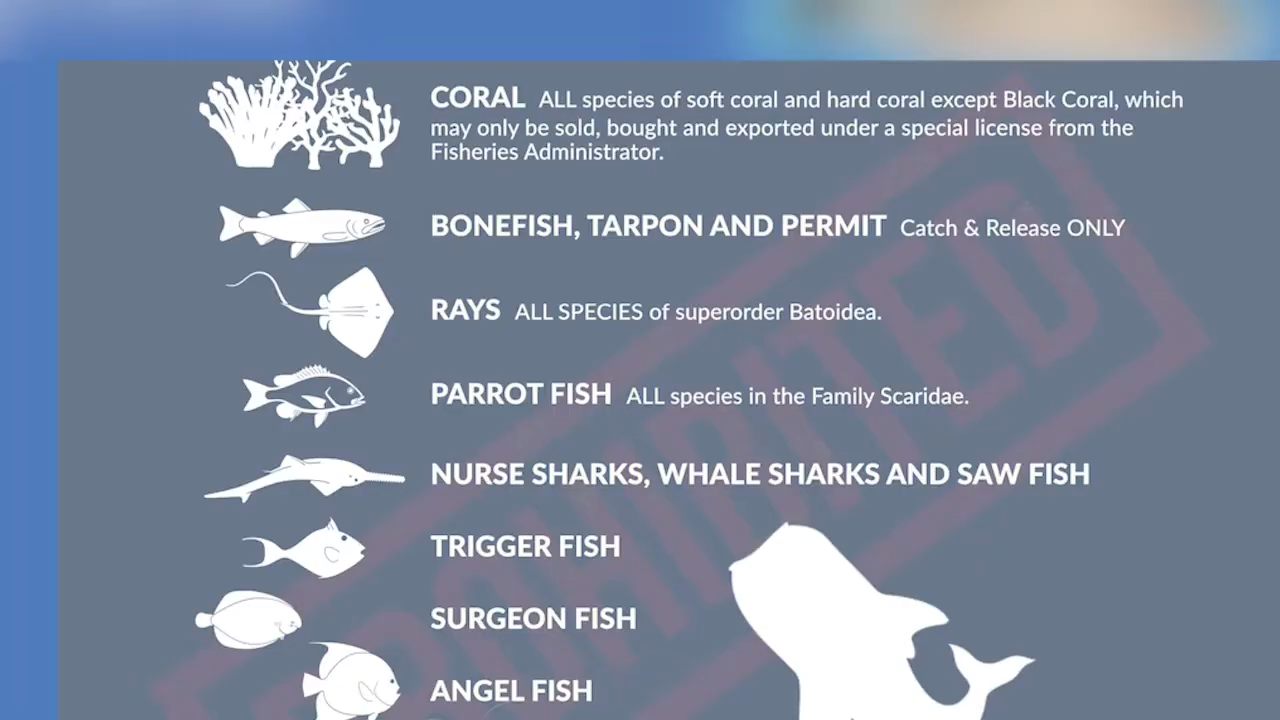 CORAL ALL species of soft coral and hard coral except Black Coral, which
may only be sold, bought and exported under a special license from the
Fisheries Administrator.
BONEFISH, TARPON AND PERMIT Catch & Release ONLY
RAYS ALL SPECIES of superorder Batoidea.
PARROT FISH ALL species in the Family Scaridae.
NURSE SHARKS, WHALE SHARKS AND SAW FISH
TRIGGER FISH
SURGEON FISH
ANGEL FISH
PROHIBITED